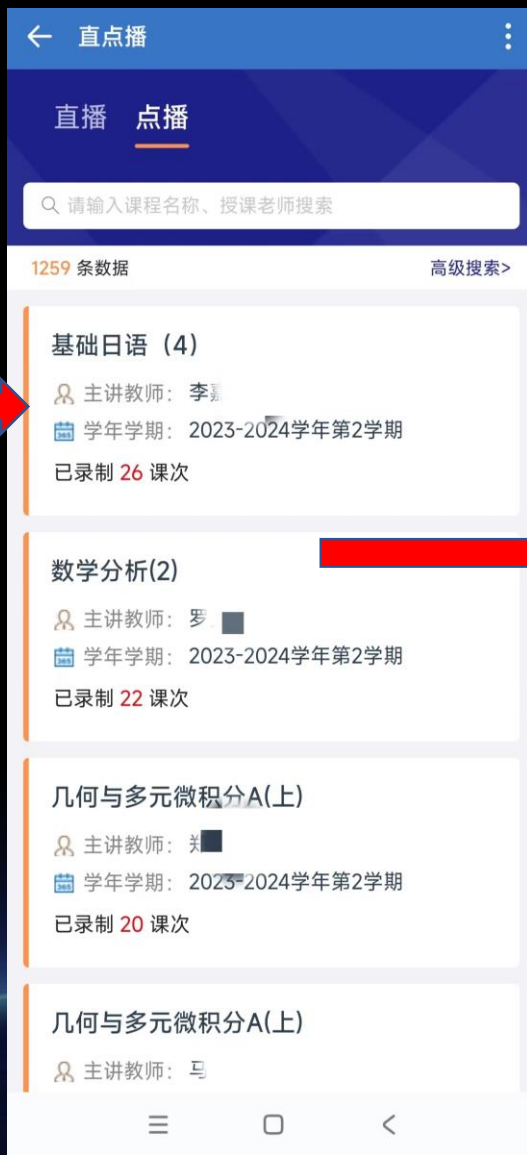 直点播
直播 点播
请输入课程名称、授课老师搜索
1259 条数据 高级搜索>
基础日语（4）
主讲教师： 李
学年学期： 2023-2024学年第2学期
已录制 26 课次
数学分析(2)
主讲教师： 罗
学年学期： 2023-2024学年第2学期
已录制 22 课次
几何与多元微积分A(上)
主讲教师：
学年学期： 2023-2024学年第2学期
已录制 20 课次
几何与多元微积分A(上)
主讲教师： 马